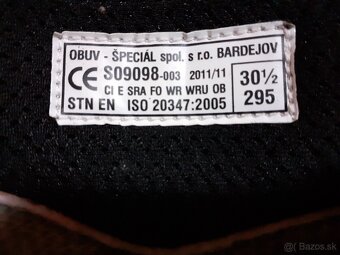 OBUV - ŠPECIÁL spol. s r.o. BARDEJOV
CE S09098-003 2011/11
CI E SRA FO WR WRU OB
STN EN ISO 20347:2005
30½
295
Bazos.sk